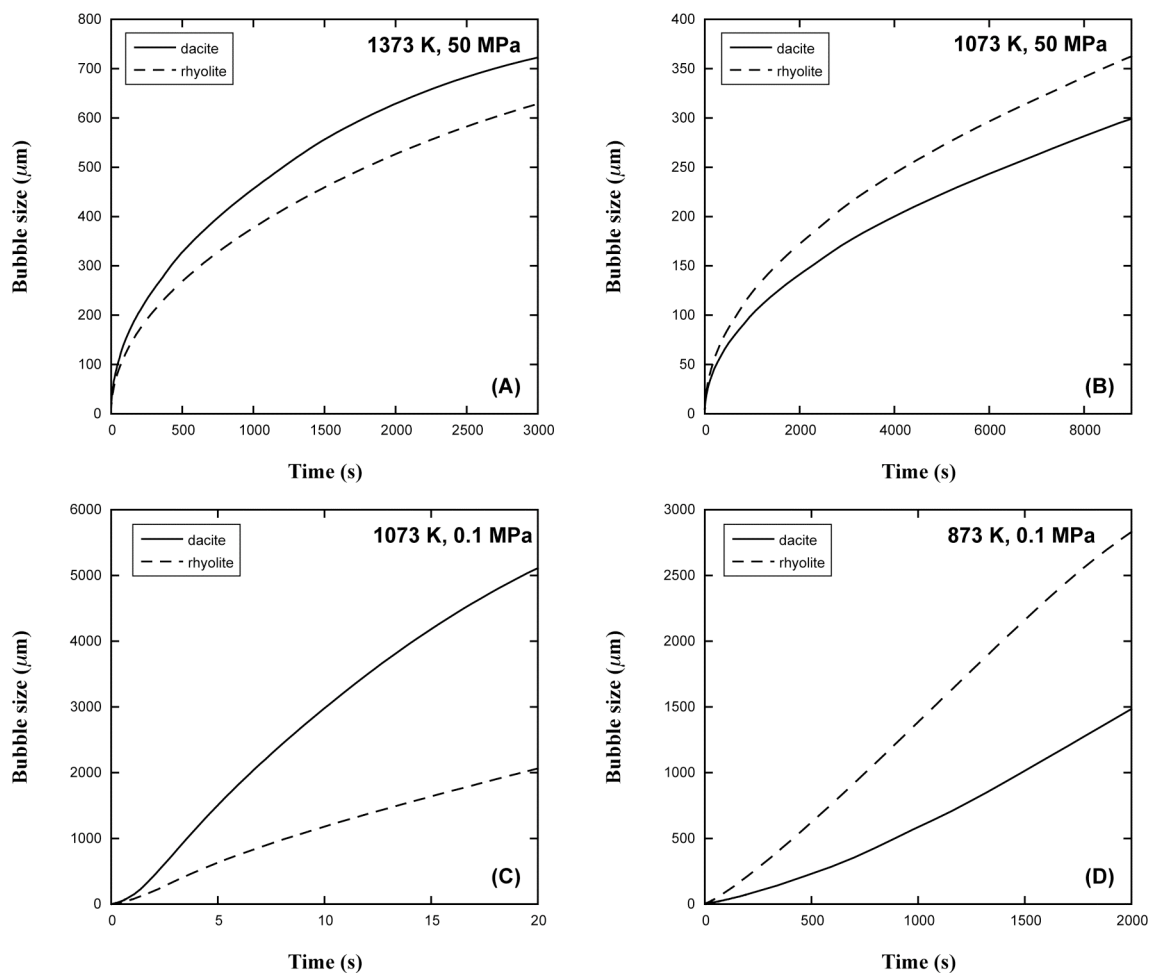 1373 K, 50 MPa
dacite
rhyolite
Bubble size (μm)
800
700
600
500
400
300
200
100
0
0 500 1000 1500 2000 2500 3000
Time (s)
(A)
1073 K, 50 MPa
dacite
rhyolite
Bubble size (μm)
400
350
300
250
200
150
100
50
0
0 2000 4000 6000 8000
Time (s)
(B)
1073 K, 0.1 MPa
dacite
rhyolite
Bubble size (μm)
6000
5000
4000
3000
2000
1000
0
0 5 10 15 20
Time (s)
(C)
873 K, 0.1 MPa
dacite
rhyolite
Bubble size (μm)
3000
2500
2000
1500
1000
500
0
0 500 1000 1500 2000
Time (s)
(D)